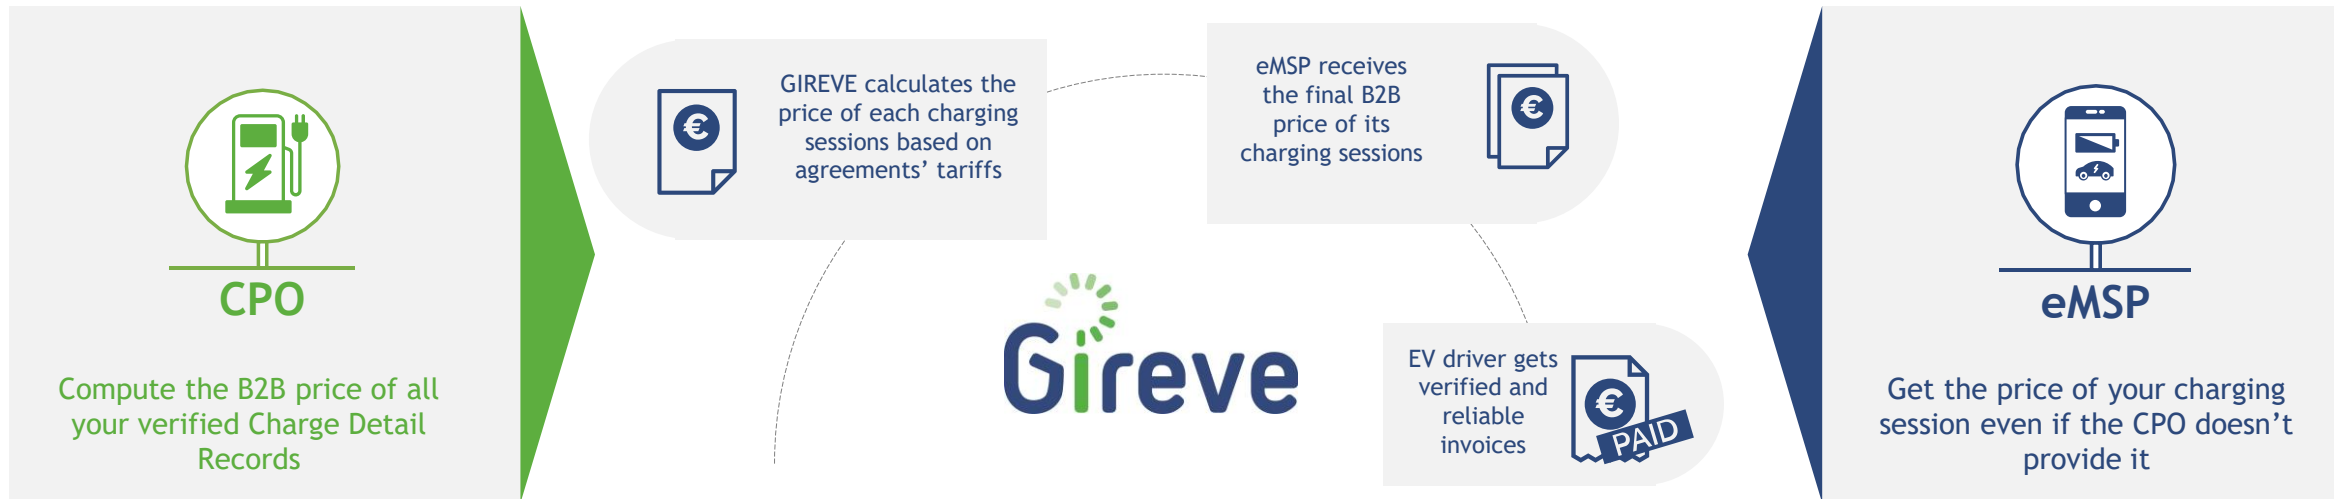 CPO
Compute the B2B price of all
your verified Charge Detail
Records
€
GIREVE calculates the
price of each charging
sessions based on
agreements’ tariffs
eMSP receives
the final B2B
price of its
charging sessions
€
Gireve
EV driver gets
verified and
reliable
invoices
€
PAID
eMSP
Get the price of your charging
session even if the CPO doesn’t
provide it